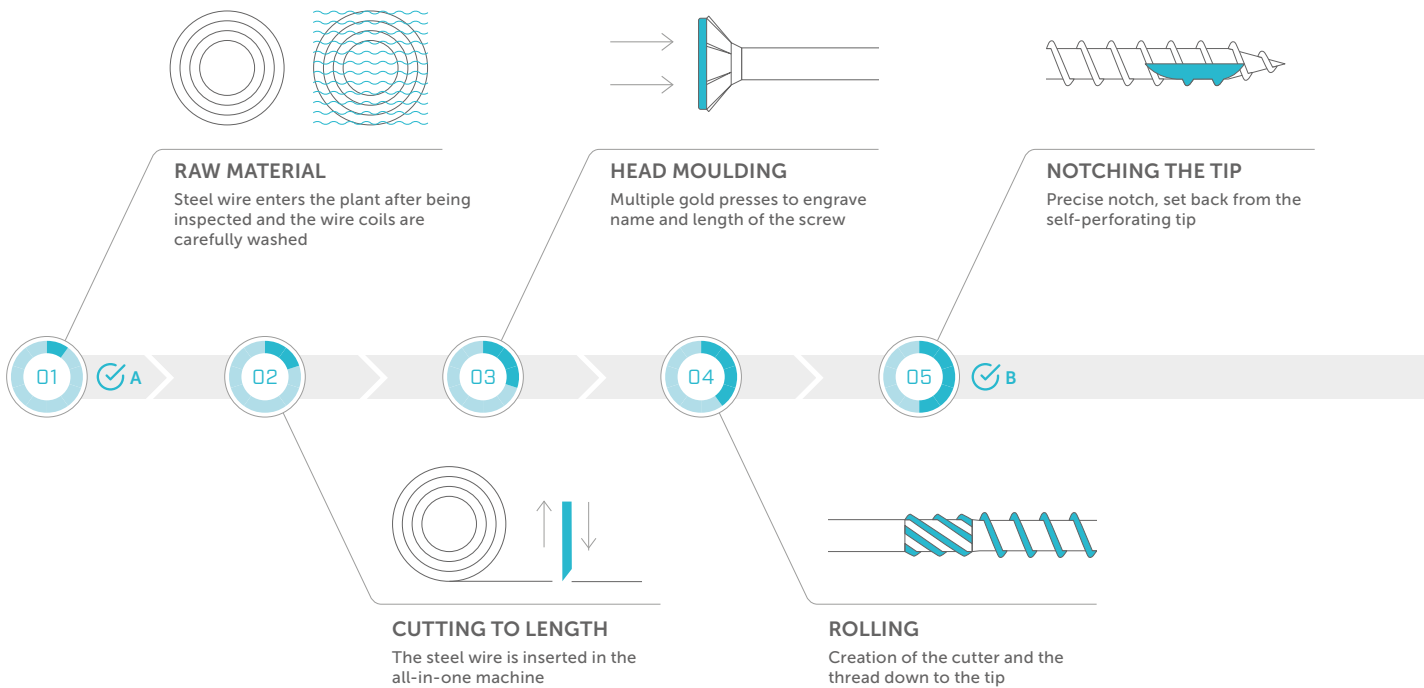 RAW MATERIAL
Steel wire enters the plant after being
inspected and the wire coils are
carefully washed
HEAD MOULDING
Multiple gold presses to engrave
name and length of the screw
NOTCHING THE TIP
Precise notch, set back from the
self-perforating tip
01
A
02
03
04
05
B
CUTTING TO LENGTH
The steel wire is inserted in the
all-in-one machine
ROLLING
Creation of the cutter and the
thread down to the tip